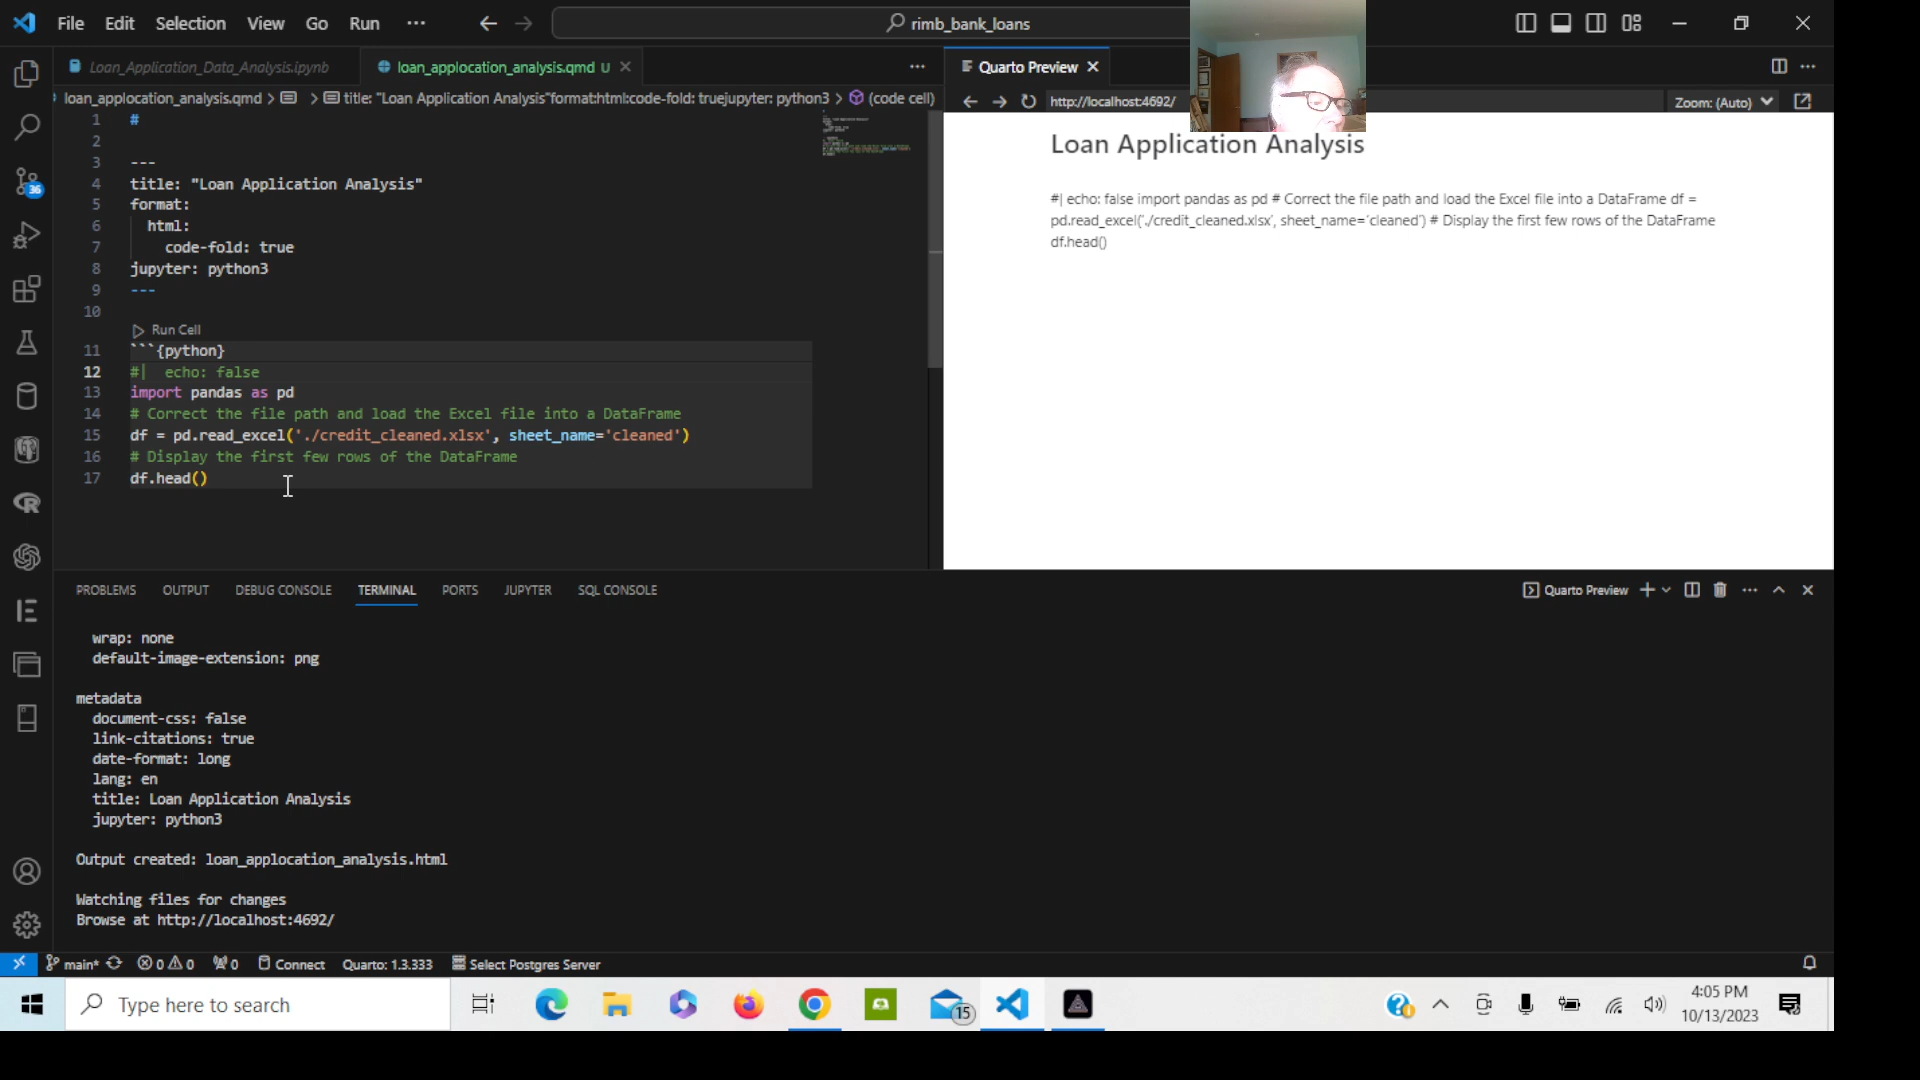 File Edit Selection View Go Run ··· rimb_bank_loans
Loan_Application_Data_Analysis.ipynb loan_applocation_analysis.qmd U
loan_applocation_analysis.qmd > > title: "Loan Application Analysis"format:html:code-fold: truejupyter: python3 > (code cell)
1 #
2
3 ---
4 title: "Loan Application Analysis"
5 format:
6 html:
7 code-fold: true
8 jupyter: python3
9 ---
10
Run Cell
11 ```{python}
12 #| echo: false
13 import pandas as pd
14 # Correct the file path and load the Excel file into a DataFrame
15 df = pd.read_excel('./credit_cleaned.xlsx', sheet_name='cleaned')
16 # Display the first few rows of the DataFrame
17 df.head()
Quarto Preview
http://localhost:4692/ Zoom: (Auto)
Loan Application Analysis
#| echo: false import pandas as pd # Correct the file path and load the Excel file into a DataFrame df =
pd.read_excel('./credit_cleaned.xlsx', sheet_name='cleaned') # Display the first few rows of the DataFrame
df.head()
PROBLEMS OUTPUT DEBUG CONSOLE TERMINAL PORTS JUPYTER SQL CONSOLE Quarto Preview
wrap: none
default-image-extension: png
metadata
document-css: false
link-citations: true
date-format: long
lang: en
title: Loan Application Analysis
jupyter: python3
Output created: loan_applocation_analysis.html
Watching files for changes
Browse at http://localhost:4692/
36
main* 0 0 0 Connect Quarto: 1.3.333 Select Postgres Server
Type here to search 15 4:05 PM
10/13/2023